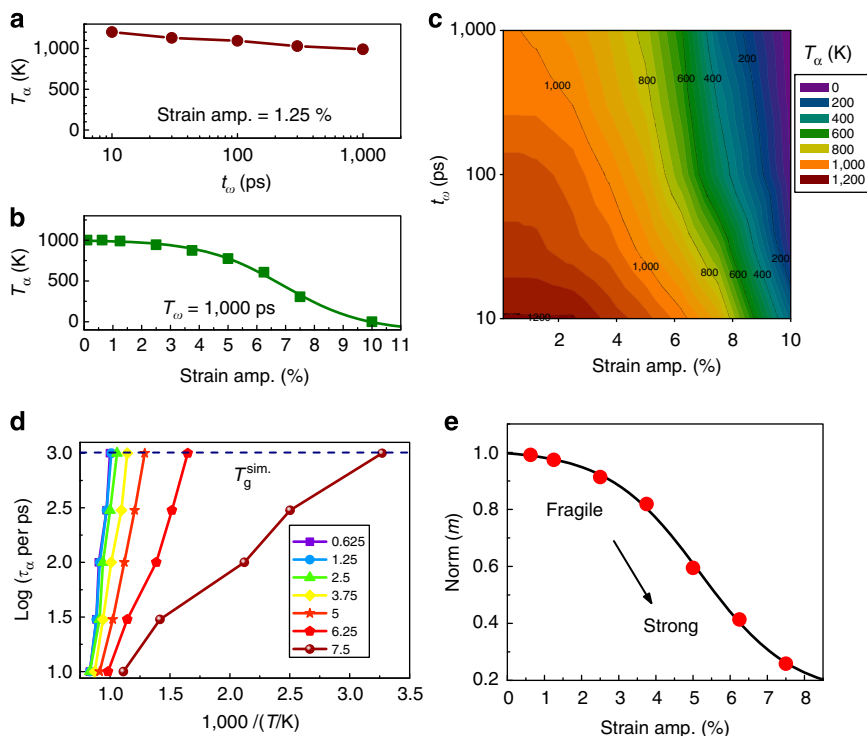 a
1,000
500
0
Tα (K)
Strain amp. = 1.25 %
10 100 1,000
tω (ps)
b
1000
500
0
Tα (K)
Tω = 1,000 ps
0 1 2 3 4 5 6 7 8 9 10 11
Strain amp. (%)
c
1,000
100
10
tω (ps)
1,000 800 600 400 200
1,000 800 600 400 200
1200
2 4 6 8 10
Strain amp. (%)
Tα (K)
0
200
400
600
800
1,000
1,200
d
3.0
2.5
2.0
1.5
1.0
Log (τα per ps)
Tg sim.
0.625
1.25
2.5
3.75
5
6.25
7.5
1.0 1.5 2.0 2.5 3.0 3.5
1,000 /(T/K)
e
1.0
0.8
0.6
0.4
0.2
Norm (m)
Fragile
Strong
0 1 2 3 4 5 6 7 8
Strain amp. (%)